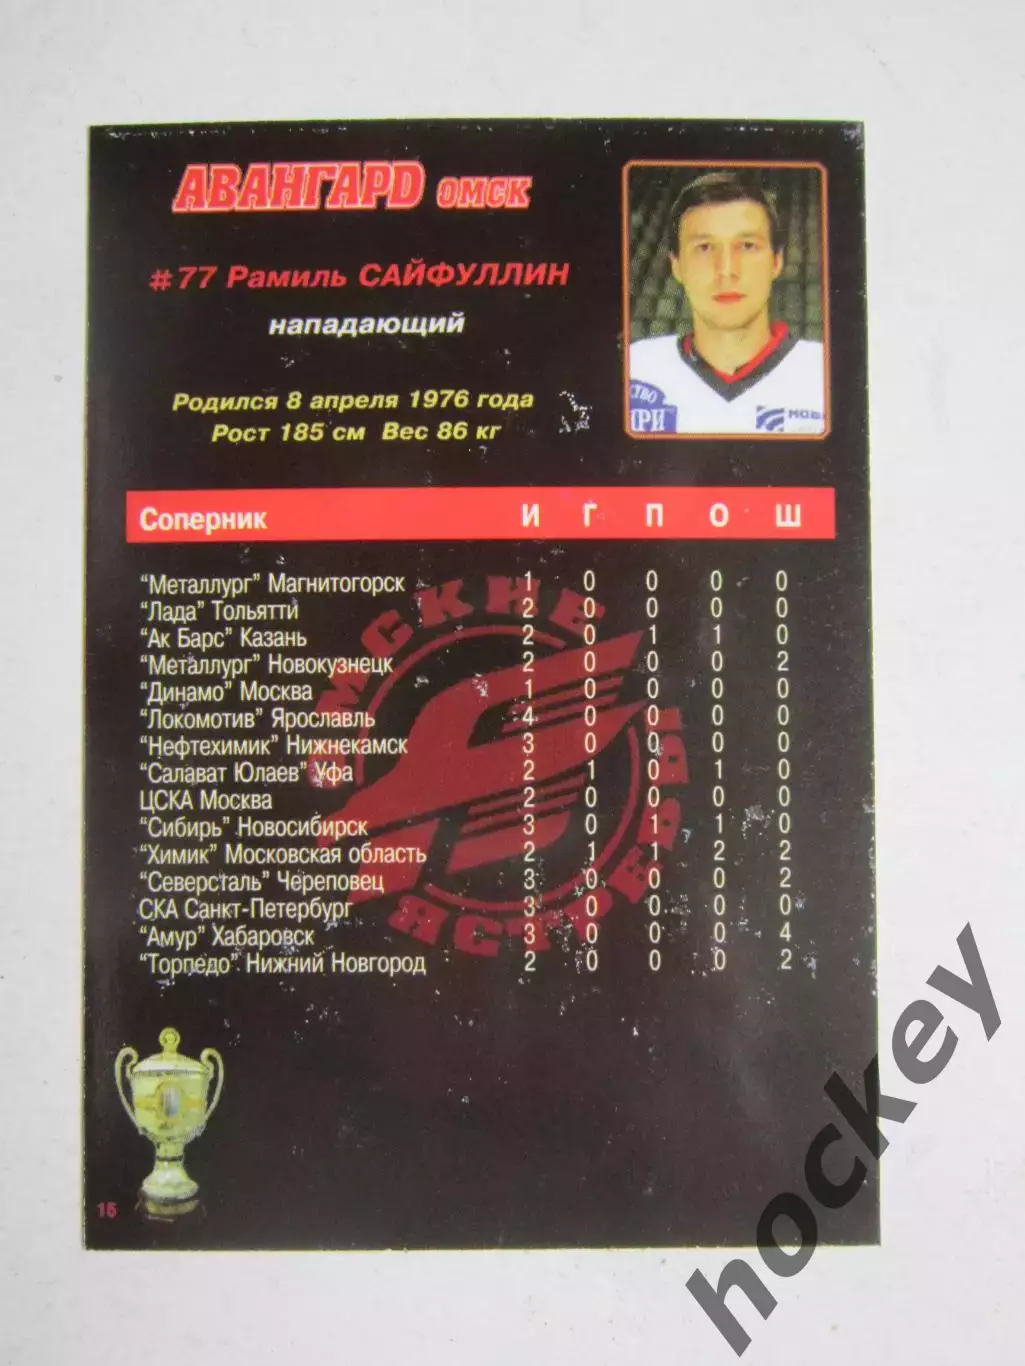 АВАНГАРД ОМСК
#77 Рамиль САЙФУЛЛИН
нападающий
Родился 8 апреля 1976 года
Рост 185 см Вес 86 кг
СТВО
ИРИ
МОВ
Соперник И Г П О Ш
"Металлург" Магнитогорск 1 0 0 0 0
"Лада" Тольятти 2 0 0 0 0
"Ак Барс" Казань 2 0 1 1 0
"Металлург" Новокузнецк 2 0 0 0 2
"Динамо" Москва 1 0 0 0 0
"Локомотив" Ярославль 4 0 0 0 0
"Нефтехимик" Нижнекамск 3 0 0 0 0
"Салават Юлаев" Уфа 2 1 0 1 0
ЦСКА Москва 2 0 0 0 0
"Сибирь" Новосибирск 3 0 1 1 0
"Химик" Московская область 2 1 1 2 2
"Северсталь" Череповец 3 0 0 0 2
СКА Санкт-Петербург 3 0 0 0 0
"Амур" Хабаровск 3 0 0 0 4
"Торпедо" Нижний Новгород 2 0 0 0 2
ОМСКИЕ ЯСТРЕБЫ
15
hockey